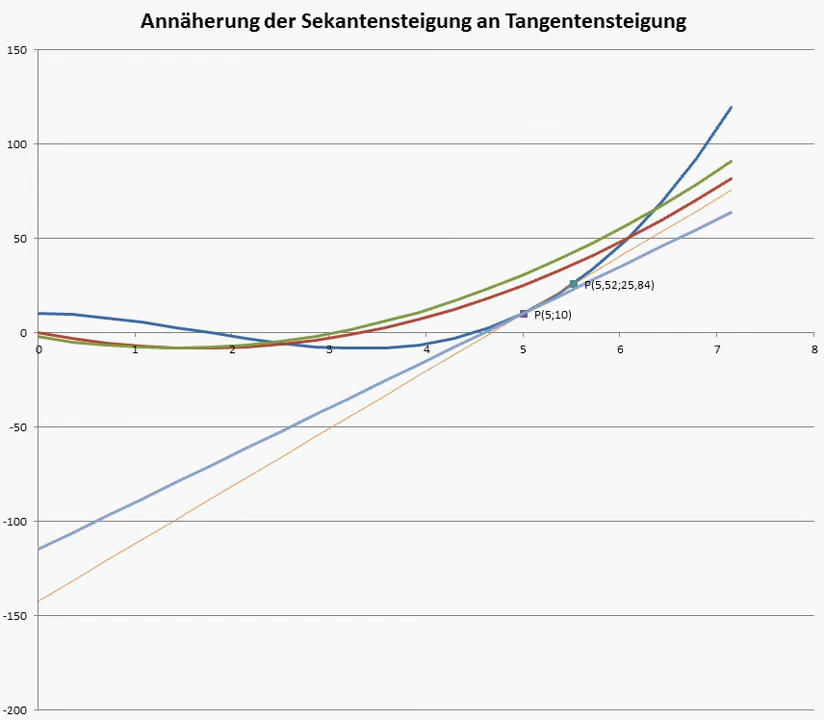 Annäherung der Sekantensteigung an Tangentensteigung
150
100
50
P(5,52;25,84)
P(5;10)
0
0 1 2 3 4 5 6 7 8
-50
-100
-150
-200